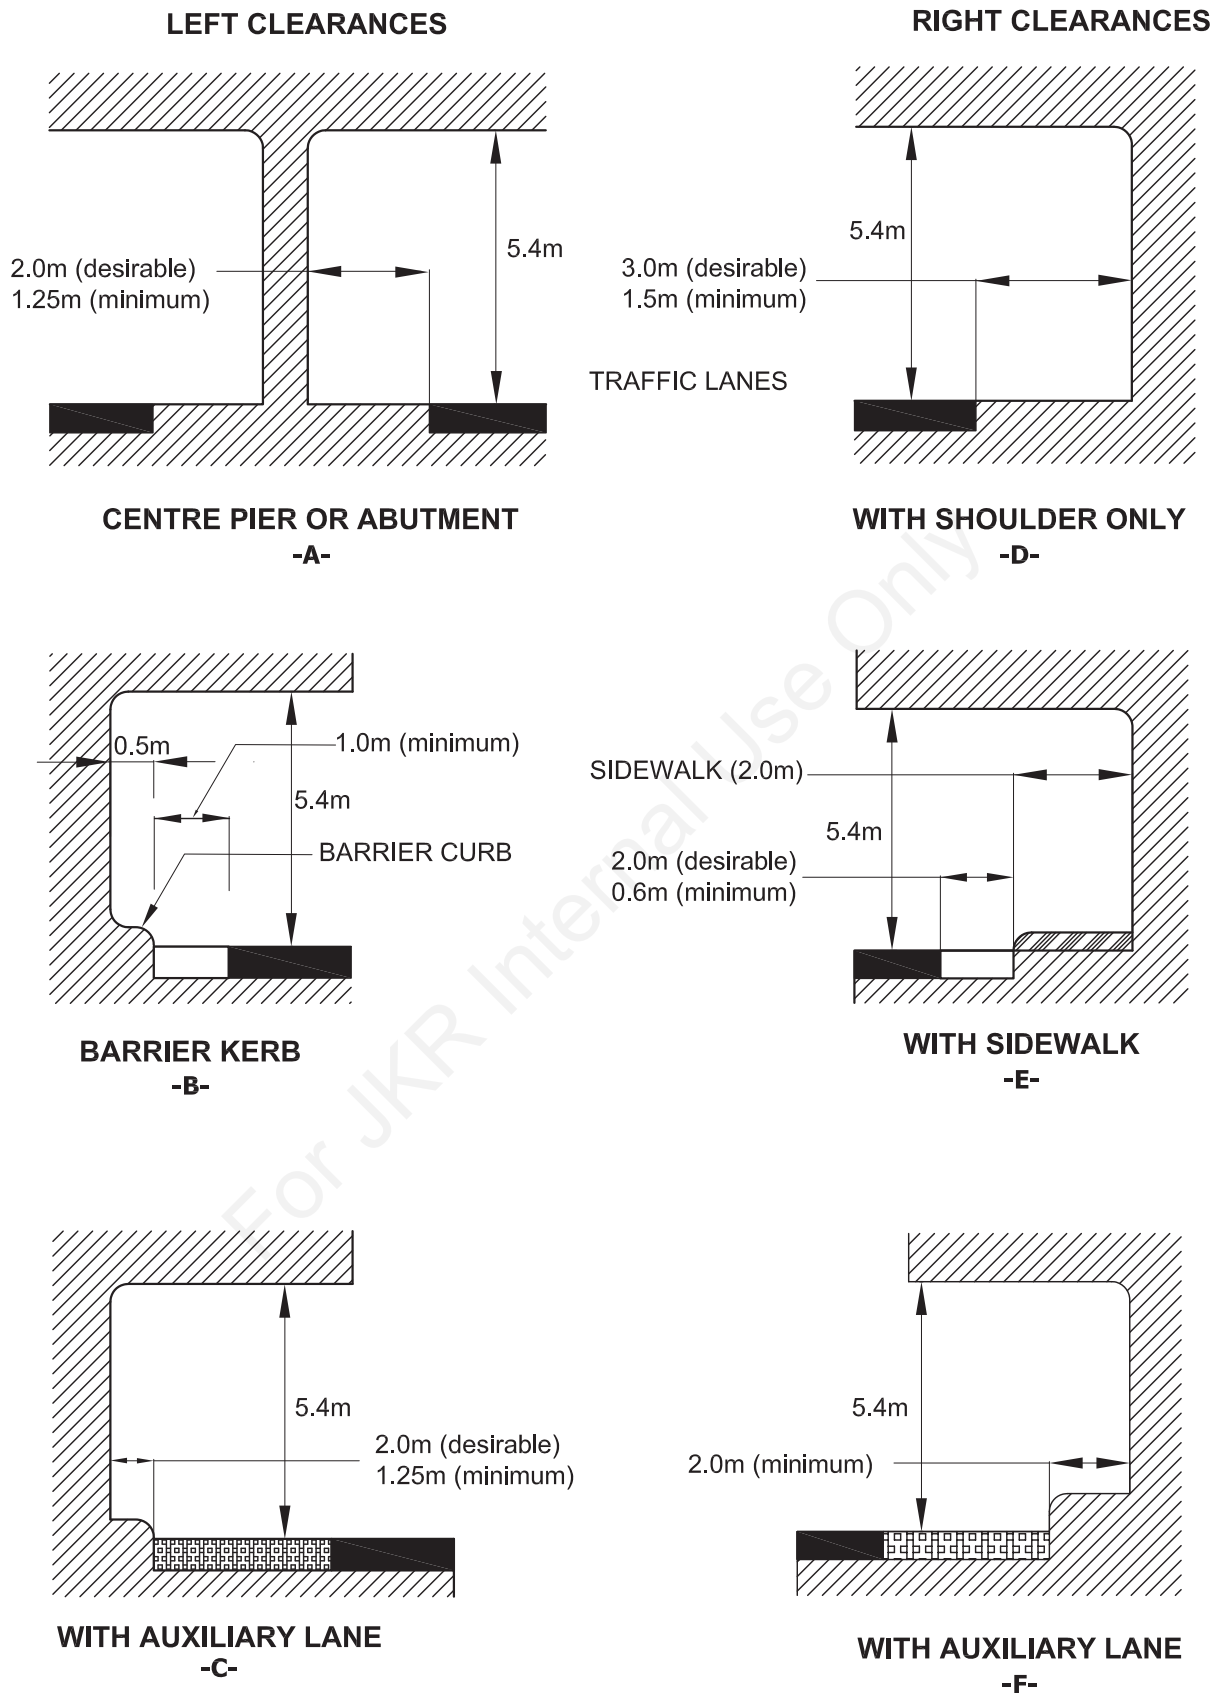 LEFT CLEARANCES
RIGHT CLEARANCES
5.4m
2.0m (desirable)
1.25m (minimum)
5.4m
3.0m (desirable)
1.5m (minimum)
TRAFFIC LANES
CENTRE PIER OR ABUTMENT
-A-
WITH SHOULDER ONLY
-D-
0.5m
1.0m (minimum)
5.4m
BARRIER CURB
SIDEWALK (2.0m)
5.4m
2.0m (desirable)
0.6m (minimum)
BARRIER KERB
-B-
WITH SIDEWALK
-E-
For JKR Internal Use Only
5.4m
2.0m (desirable)
1.25m (minimum)
5.4m
2.0m (minimum)
WITH AUXILIARY LANE
-C-
WITH AUXILIARY LANE
-F-